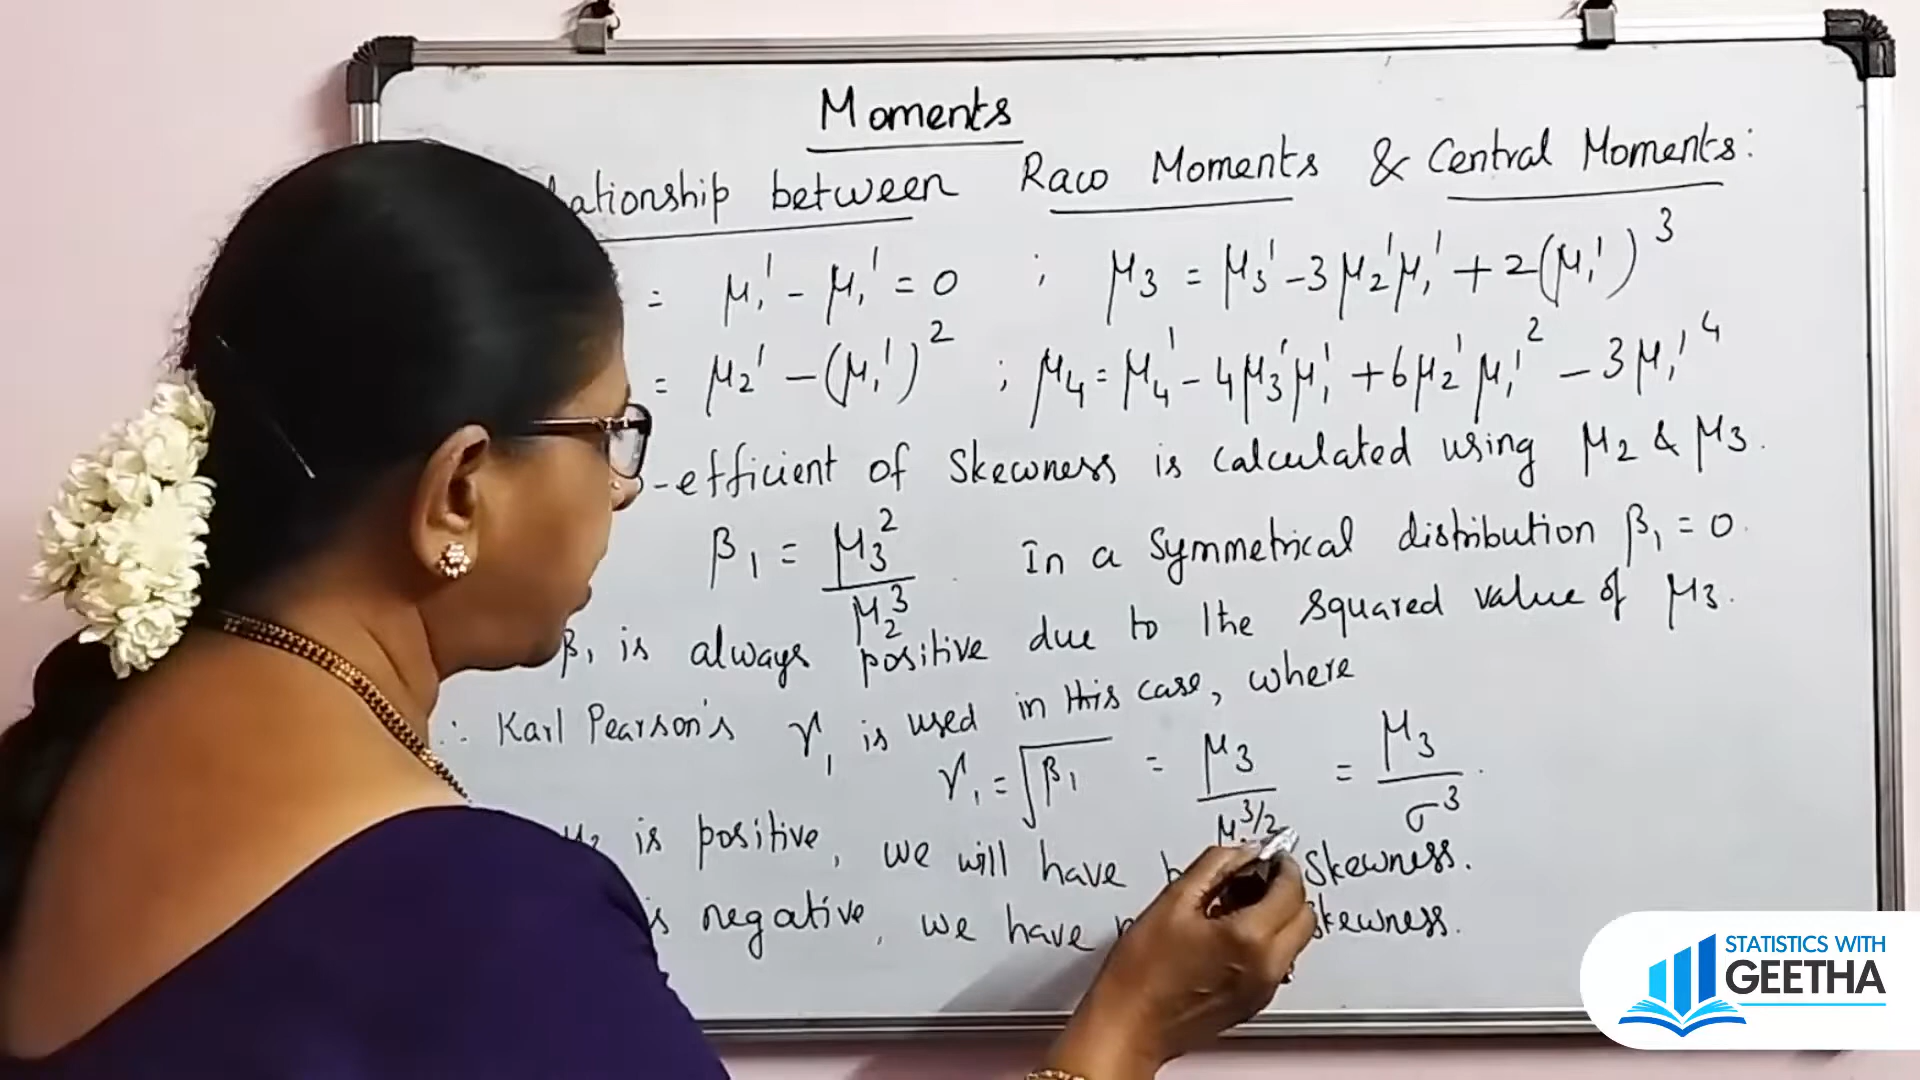 Moments
ationship between Raw Moments & Central Moments:
= μ₁' - μ₁' = 0 ; μ₃ = μ₃' - 3μ₂'μ₁' + 2(μ₁')³
= μ₂' - (μ₁')² ; μ₄ = μ₄' - 4μ₃'μ₁' + 6μ₂'μ₁'² - 3μ₁'⁴
-efficient of Skewness is calculated using μ₂ & μ₃.
β₁ = μ₃²/μ₂³ . In a Symmetrical distribution β₁ = 0.
β₁ is always positive due to the squared value of μ₃.
∴ Karl Pearson's γ₁ is used in this case, where
γ₁ = √β₁ = μ₃/μ^3/2 = μ₃/σ³.
is positive, we will have Skewness.
is negative, we have Skewness.
STATISTICS WITH
GEETHA